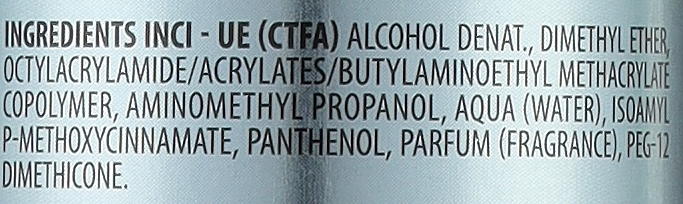 INGREDIENTS INCI - UE (CTFA) ALCOHOL DENAT., DIMETHYL ETHER,
OCTYLACRYLAMIDE/ACRYLATES/BUTYLAMINOETHYL METHACRYLATE
COPOLYMER, AMINOMETHYL PROPANOL, AQUA (WATER), ISOAMYL
P-METHOXYCINNAMATE, PANTHENOL, PARFUM (FRAGRANCE), PEG-12
DIMETHICONE.